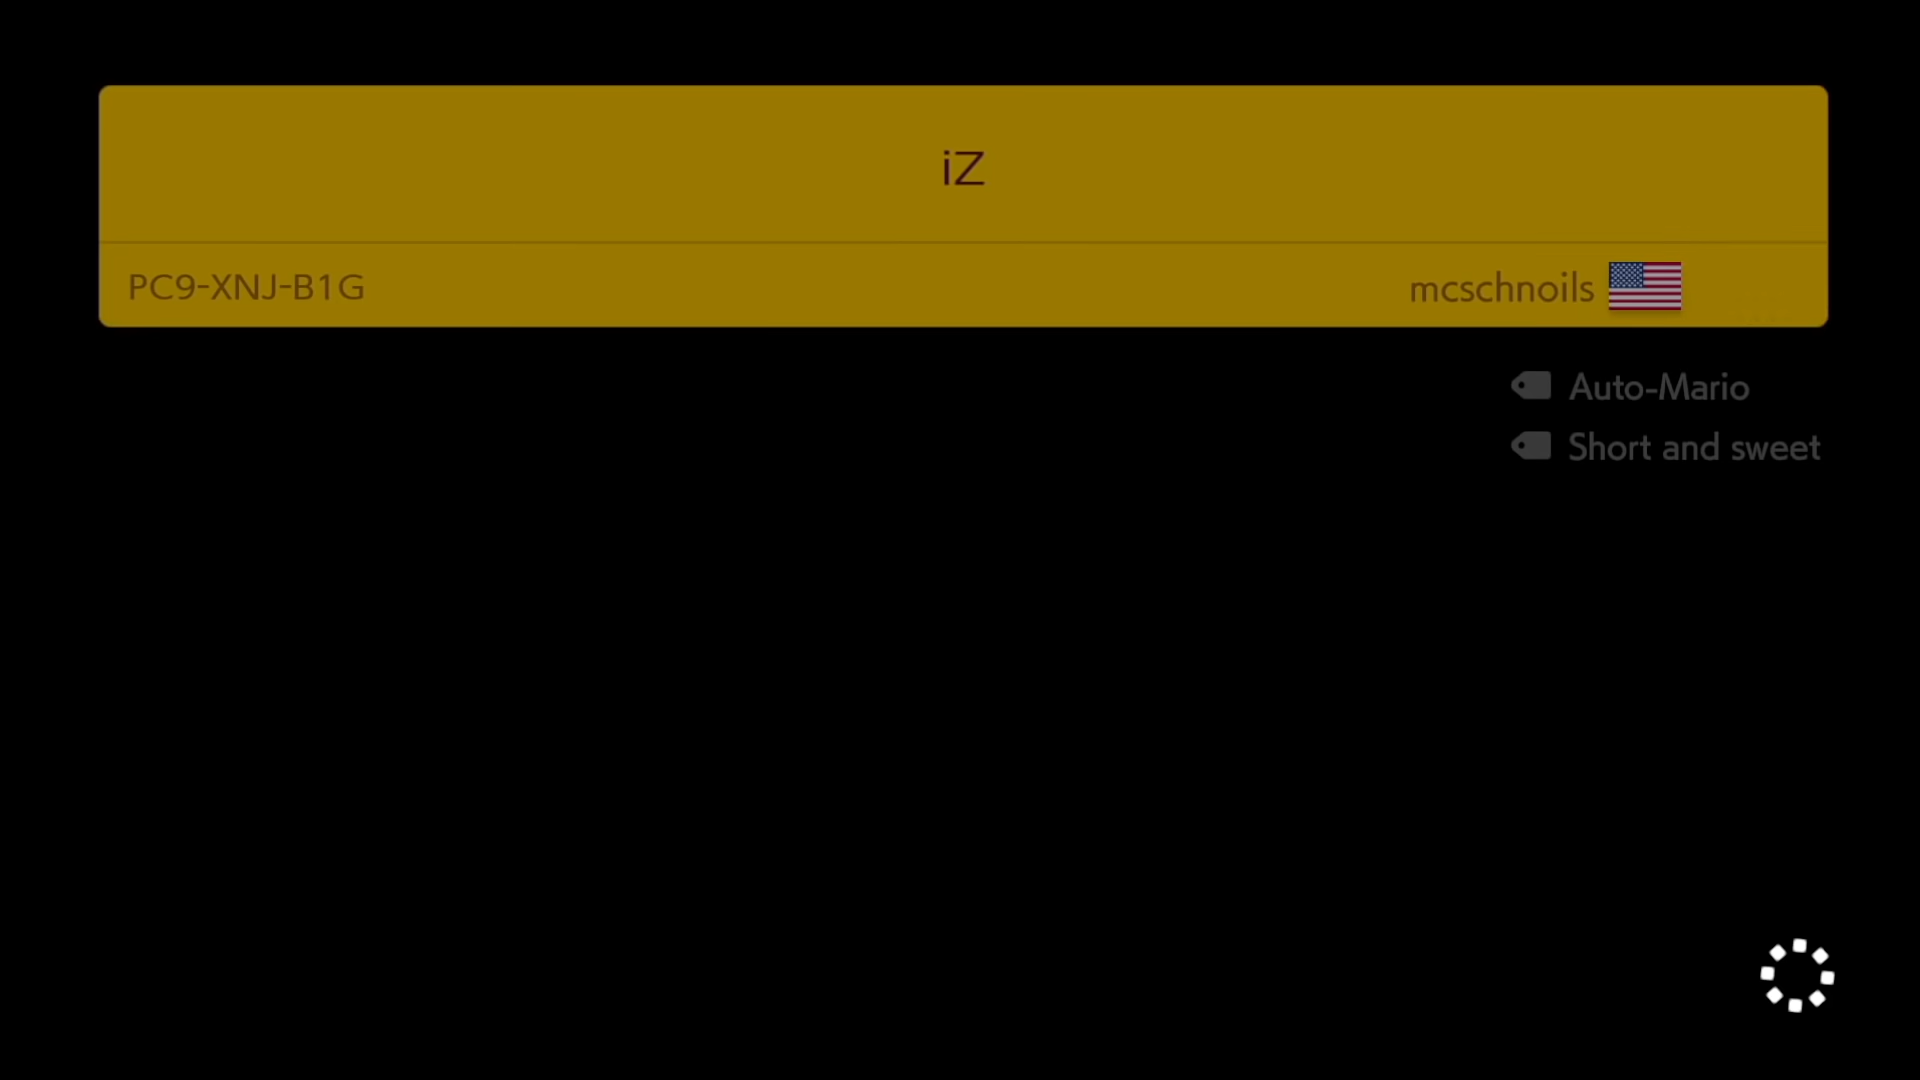 iZ
PC9-XNJ-B1G
mcschnoils
Auto-Mario
Short and sweet